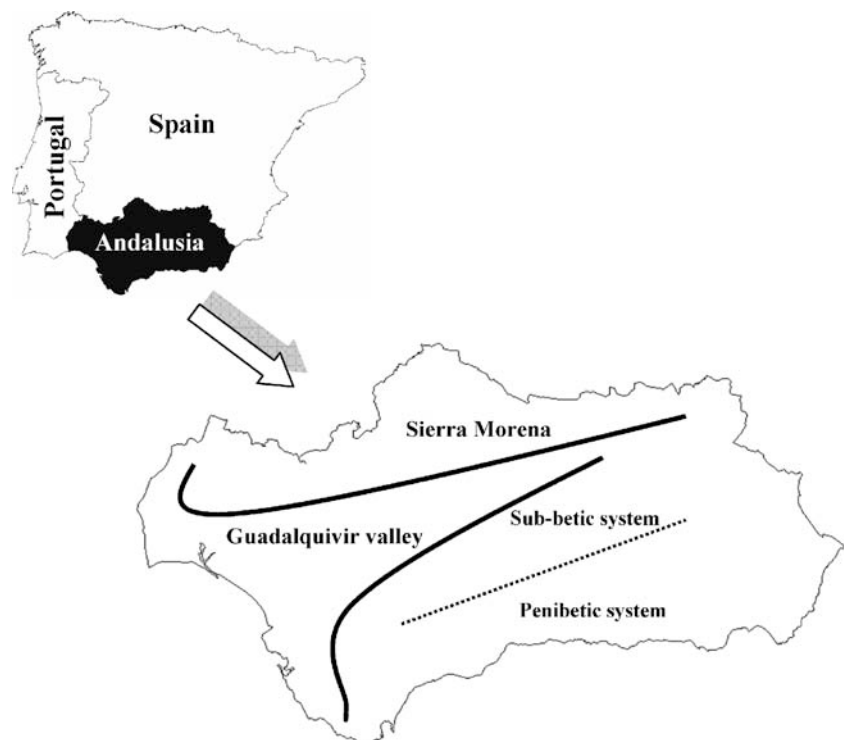 Spain
Portugal
Andalusia
Sierra Morena
Guadalquivir valley
Sub-betic system
Penibetic system